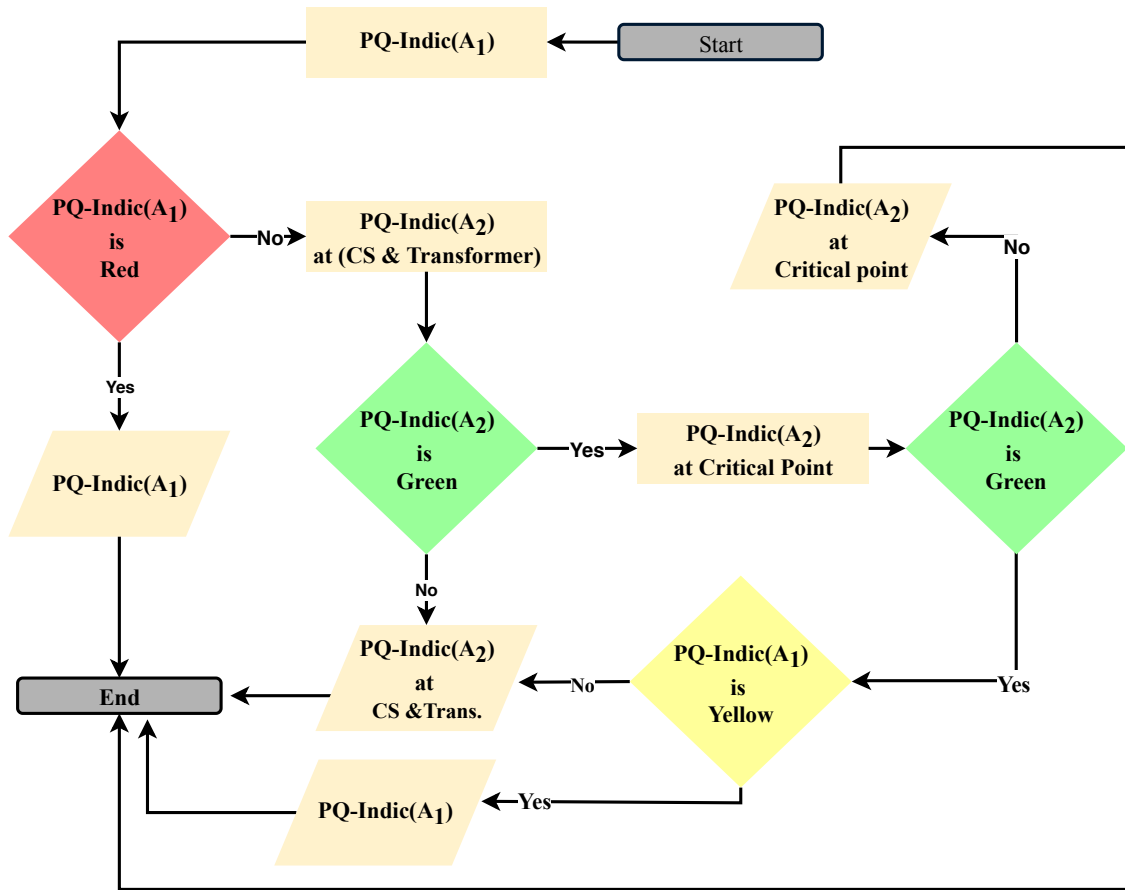 PQ-Indic(A1)
Start
PQ-Indic(A1)
is
Red
No
PQ-Indic(A2)
at (CS & Transformer)
PQ-Indic(A2)
at
Critical point
No
Yes
PQ-Indic(A1)
PQ-Indic(A2)
is
Green
Yes
PQ-Indic(A2)
at Critical Point
PQ-Indic(A2)
is
Green
No
PQ-Indic(A2)
at
CS &Trans.
No
PQ-Indic(A1)
is
Yellow
Yes
End
PQ-Indic(A1)
Yes